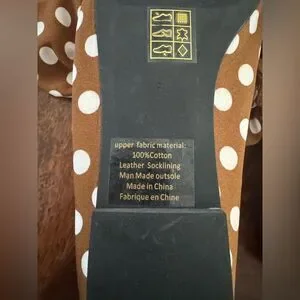 upper fabric material:
100%Cotton
Leather Socklining
Man Made outsole
Made in China
Fabrique en Chine